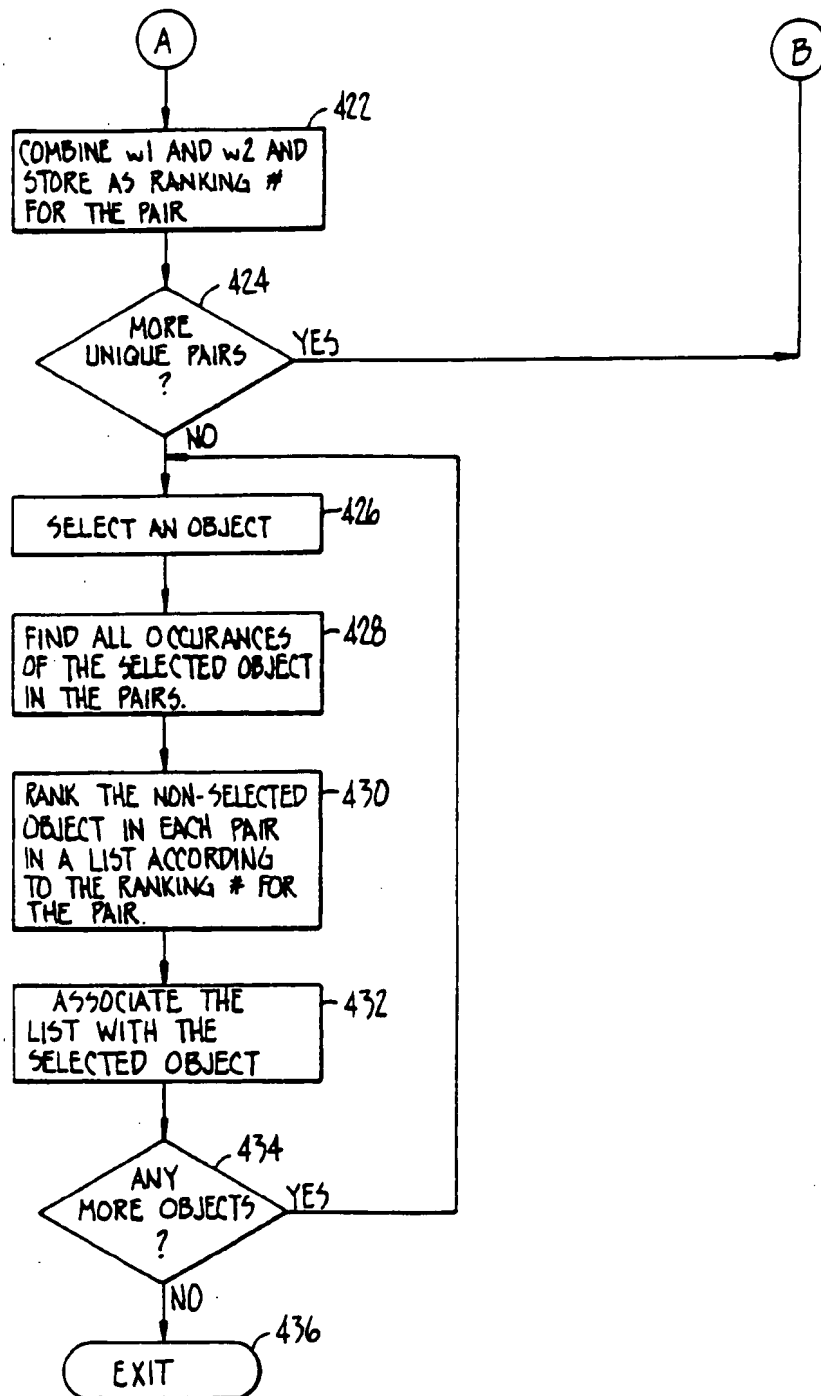 A
B
422
COMBINE w1 AND w2 AND
STORE AS RANKING #
FOR THE PAIR
424
MORE
UNIQUE PAIRS
?
YES
NO
SELECT AN OBJECT
426
FIND ALL OCCURANCES
OF THE SELECTED OBJECT
IN THE PAIRS.
428
RANK THE NON-SELECTED
OBJECT IN EACH PAIR
IN A LIST ACCORDING
TO THE RANKING # FOR
THE PAIR.
430
ASSOCIATE THE
LIST WITH THE
SELECTED OBJECT
432
434
ANY
MORE OBJECTS
?
YES
NO
436
EXIT